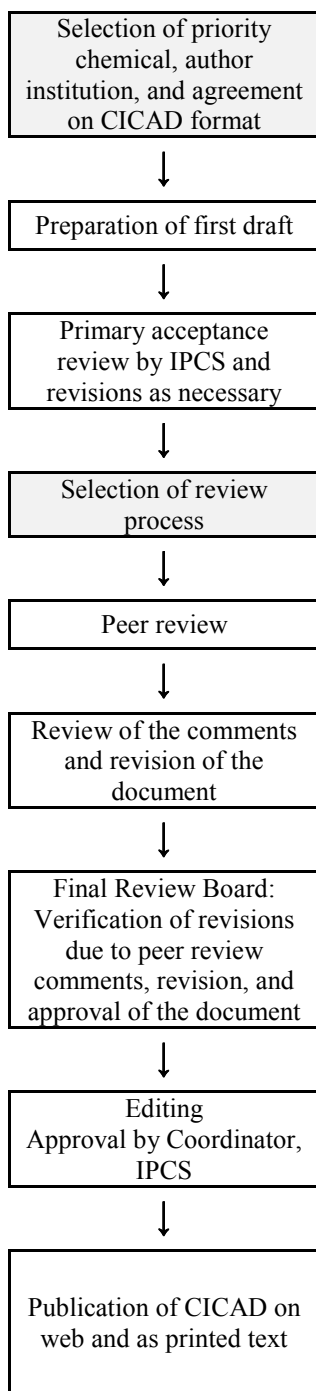 Selection of priority
chemical, author
institution, and agreement
on CICAD format
Preparation of first draft
Primary acceptance
review by IPCS and
revisions as necessary
Selection of review
process
Peer review
Review of the comments
and revision of the
document
Final Review Board:
Verification of revisions
due to peer review
comments, revision, and
approval of the document
Editing
Approval by Coordinator,
IPCS
Publication of CICAD on
web and as printed text